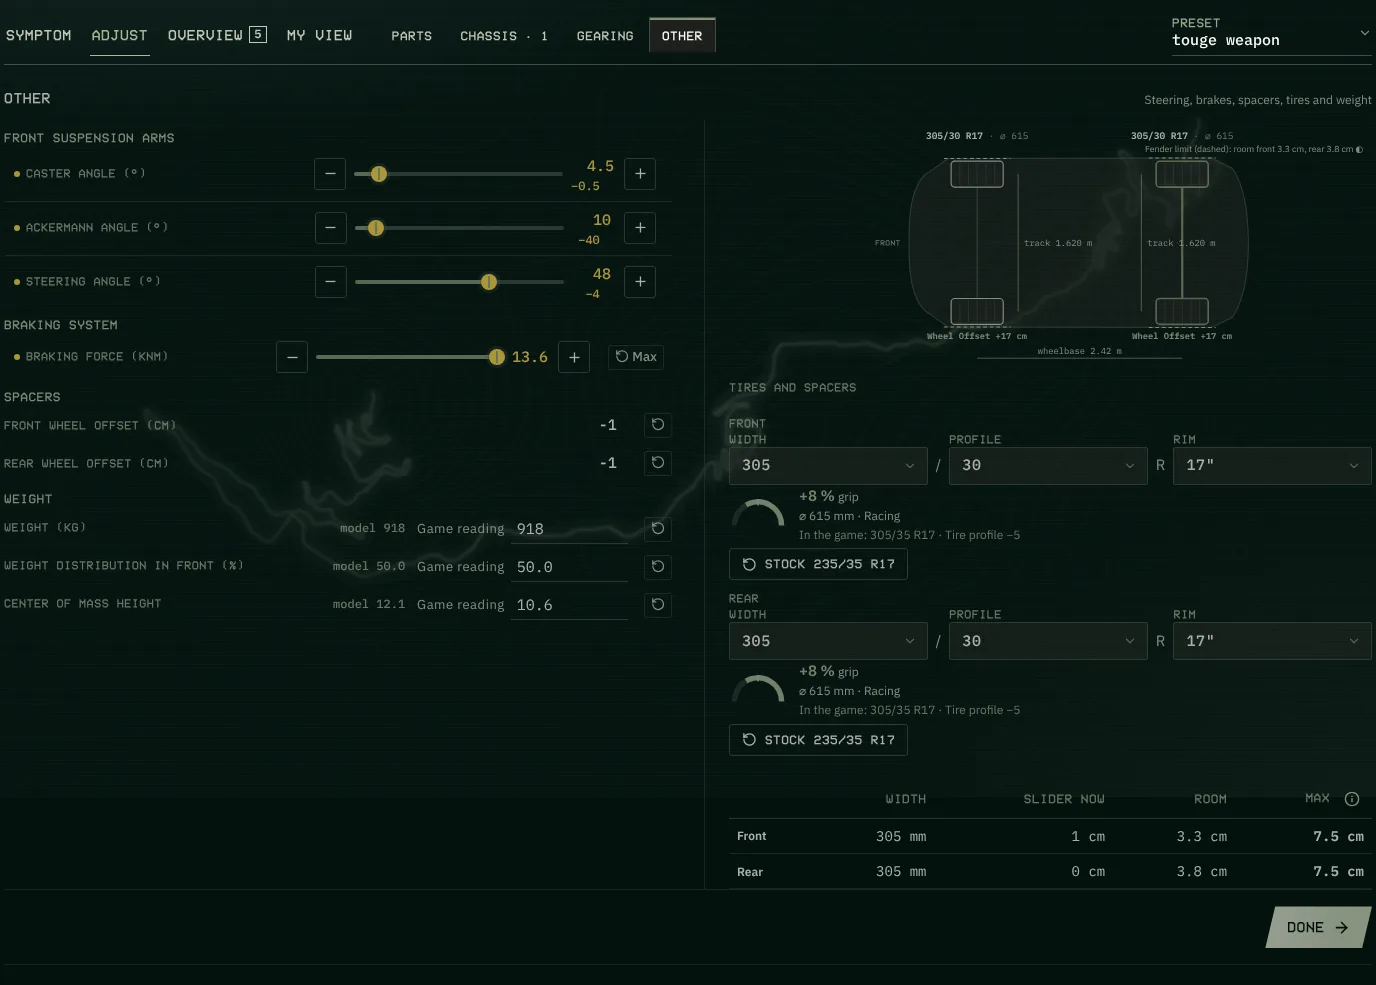 SYMPTOM ADJUST OVERVIEW 5 MY VIEW PARTS CHASSIS · 1 GEARING OTHER
PRESET
touge weapon
OTHER
Steering, brakes, spacers, tires and weight
FRONT SUSPENSION ARMS
CASTER ANGLE (°) − 4.5 +
−0.5
ACKERMANN ANGLE (°) − 10 +
−40
STEERING ANGLE (°) − 48 +
−4
BRAKING SYSTEM
BRAKING FORCE (KNM) − 13.6 + Max
SPACERS
FRONT WHEEL OFFSET (CM) -1
REAR WHEEL OFFSET (CM) -1
WEIGHT
WEIGHT (KG) model 918 Game reading 918
WEIGHT DISTRIBUTION IN FRONT (%) model 50.0 Game reading 50.0
CENTER OF MASS HEIGHT model 12.1 Game reading 10.6
305/30 R17 · ⌀ 615 305/30 R17 · ⌀ 615
Fender limit (dashed): room front 3.3 cm, rear 3.8 cm
FRONT track 1.620 m track 1.620 m
Wheel Offset +17 cm Wheel Offset +17 cm
wheelbase 2.42 m
TIRES AND SPACERS
FRONT
WIDTH PROFILE RIM
305 / 30 R 17"
+8 % grip
⌀ 615 mm · Racing
In the game: 305/35 R17 · Tire profile −5
STOCK 235/35 R17
REAR
WIDTH PROFILE RIM
305 / 30 R 17"
+8 % grip
⌀ 615 mm · Racing
In the game: 305/35 R17 · Tire profile −5
STOCK 235/35 R17
WIDTH SLIDER NOW ROOM MAX
Front 305 mm 1 cm 3.3 cm 7.5 cm
Rear 305 mm 0 cm 3.8 cm 7.5 cm
DONE →